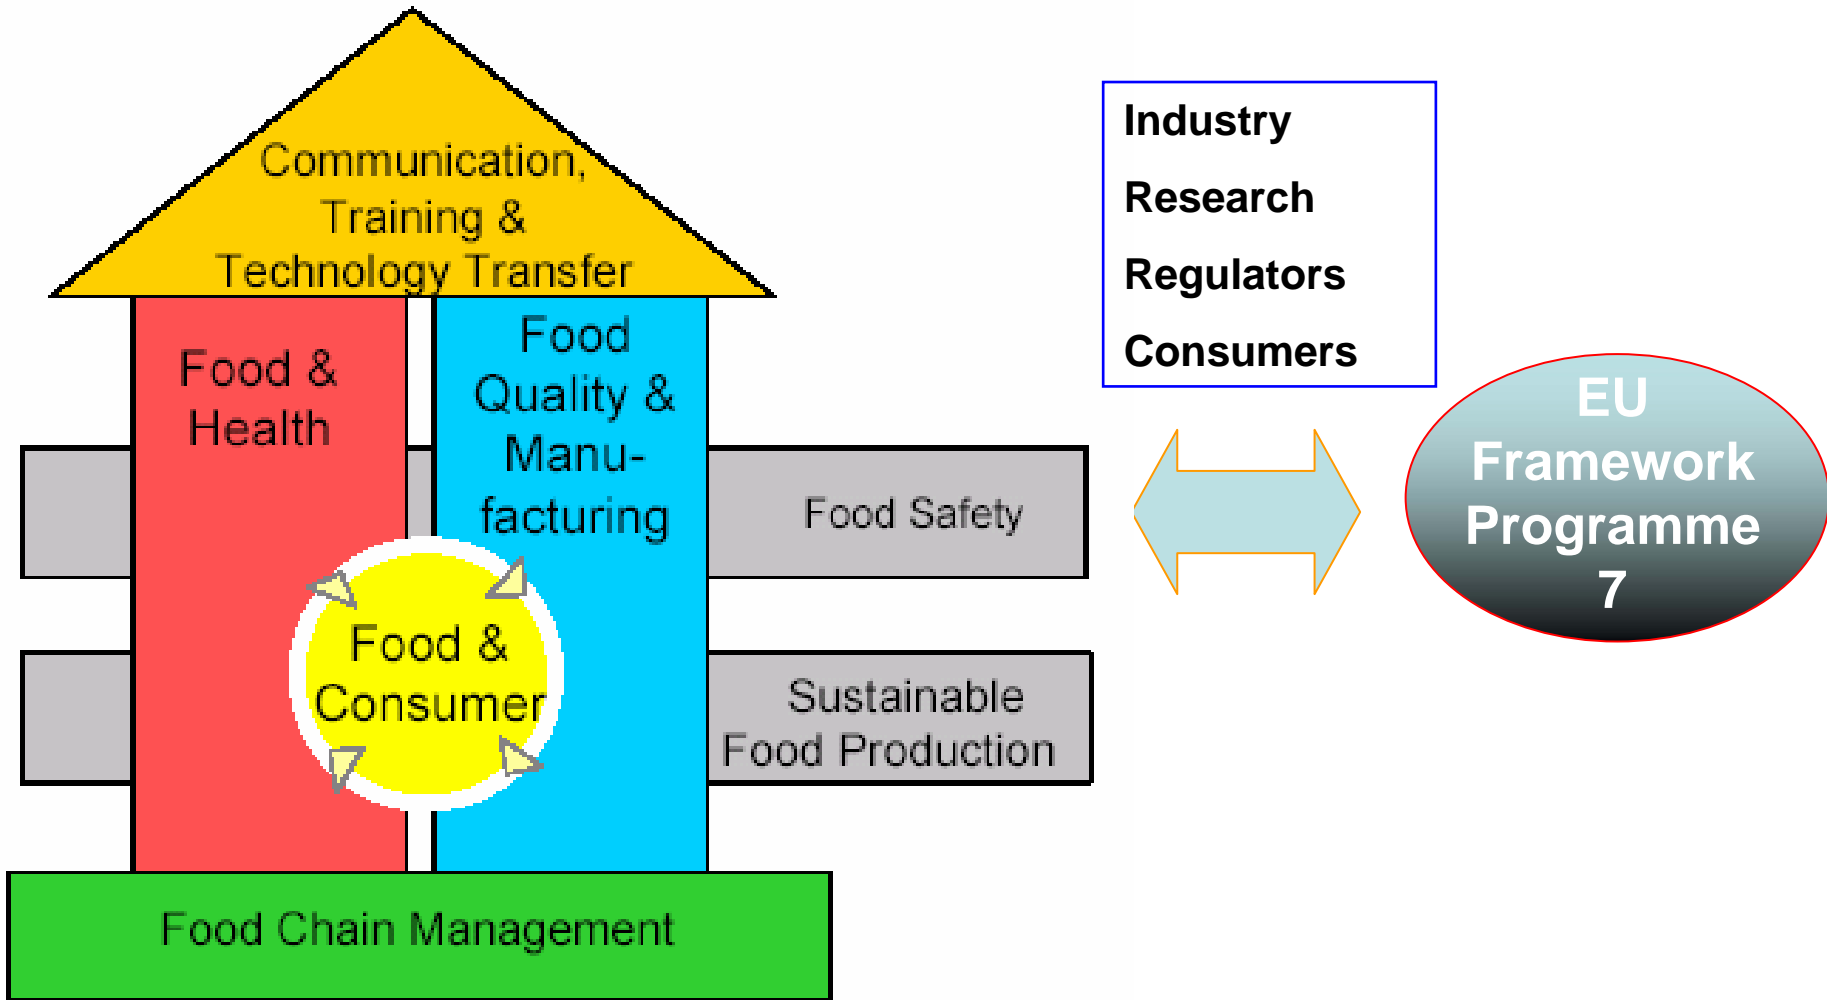 Communication,
Training &
Technology Transfer
Food &
Health
Food
Quality &
Manu-
facturing
Food Safety
Food &
Consumer
Sustainable
Food Production
Food Chain Management
Industry
Research
Regulators
Consumers
EU
Framework
Programme
7